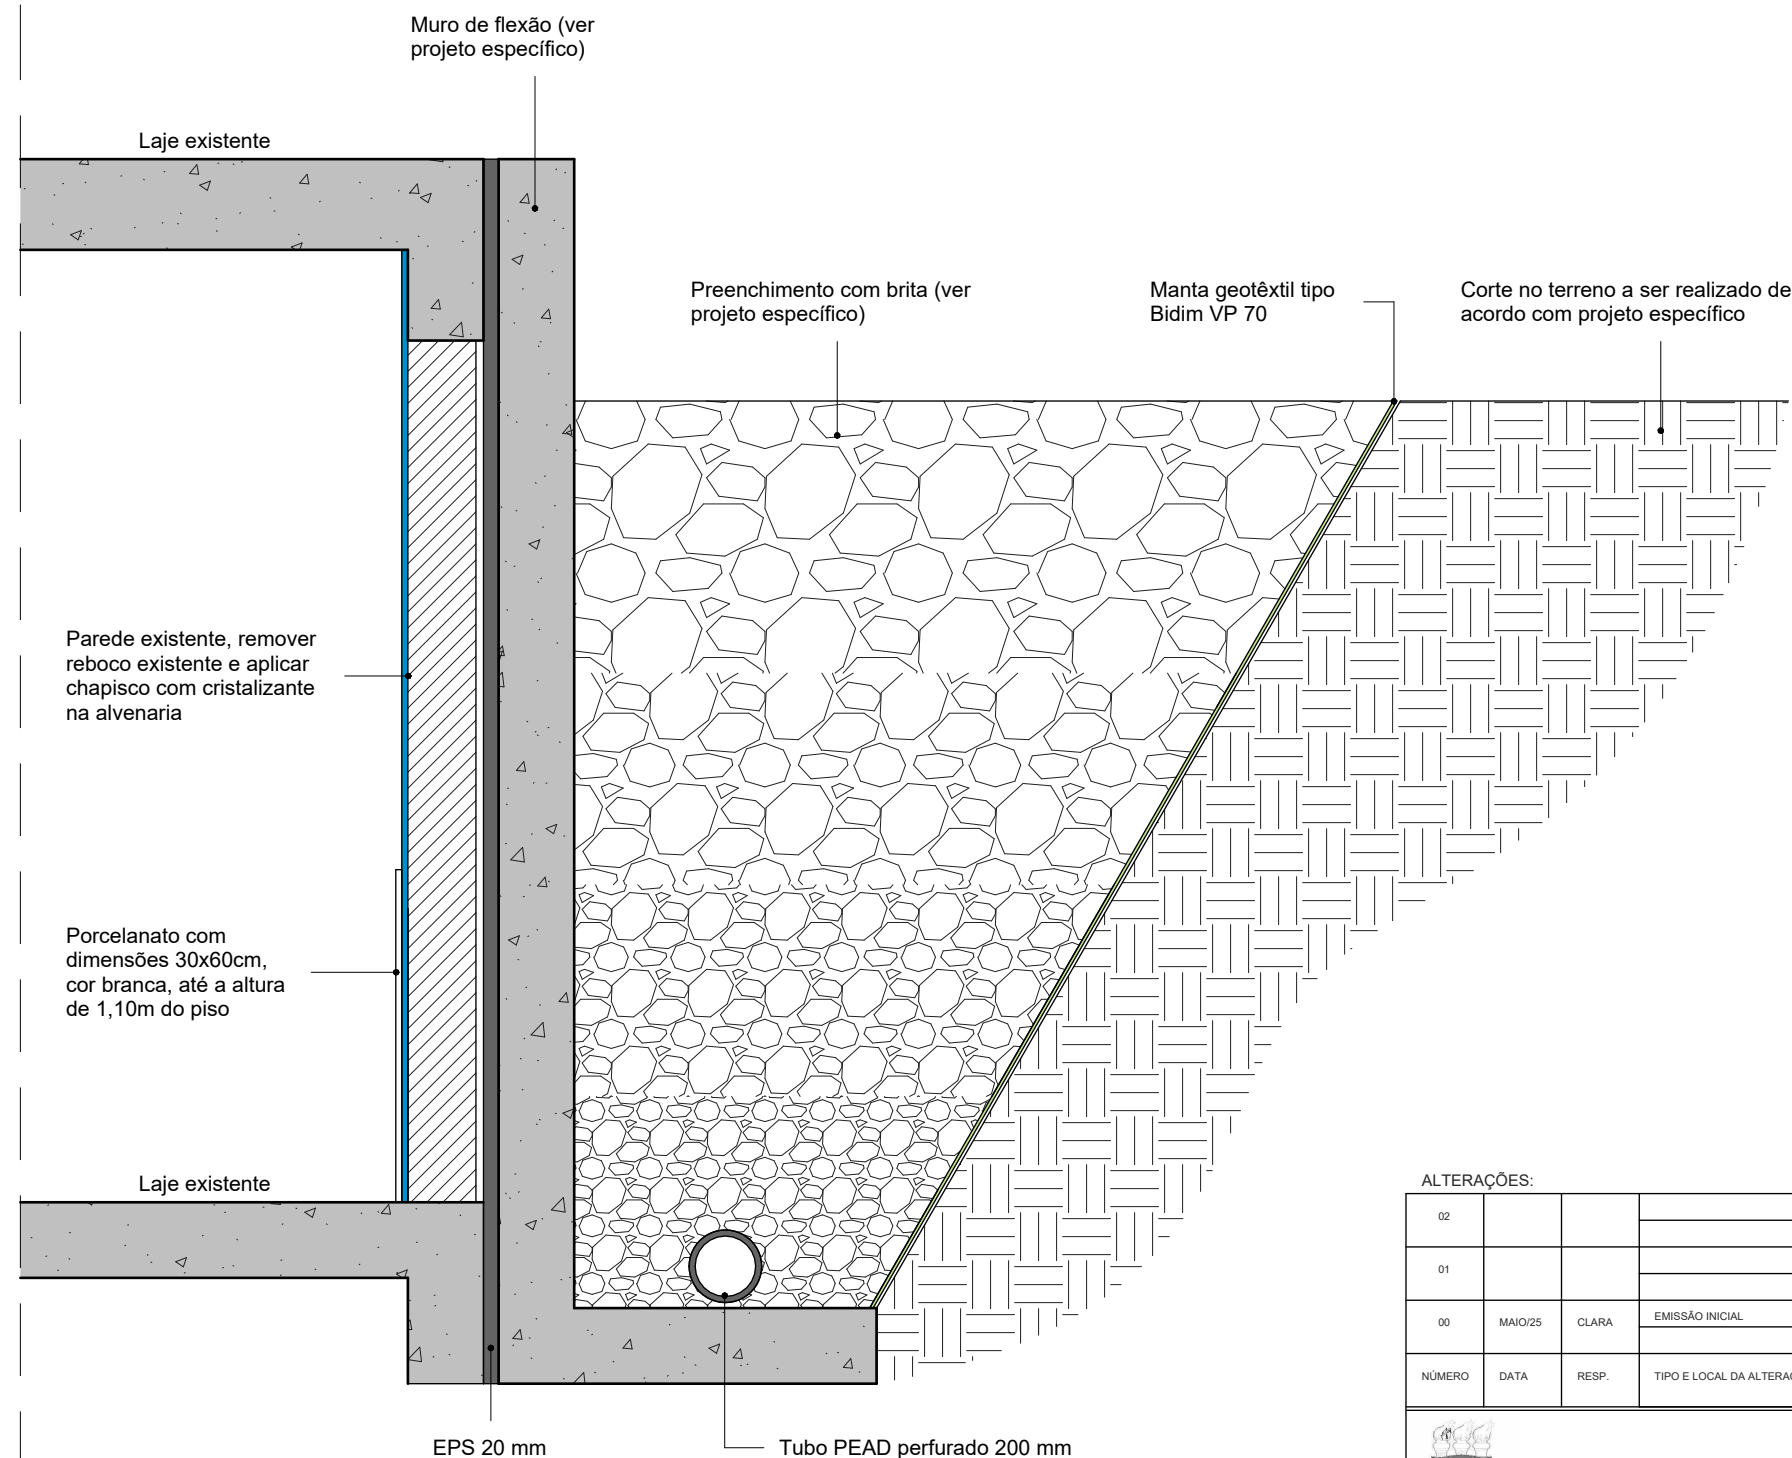 Muro de flexão (ver
projeto específico)
Laje existente
Preenchimento com brita (ver
projeto específico)
Manta geotêxtil tipo
Bidim VP 70
Corte no terreno a ser realizado de
acordo com projeto específico
Parede existente, remover
reboco existente e aplicar
chapisco com cristalizante
na alvenaria
Porcelanato com
dimensões 30x60cm,
cor branca, até a altura
de 1,10m do piso
Laje existente
EPS 20 mm
Tubo PEAD perfurado 200 mm
ALTERAÇÕES:
02
01
00 MAIO/25 CLARA EMISSÃO INICIAL
NÚMERO DATA RESP. TIPO E LOCAL DA ALTERAÇ